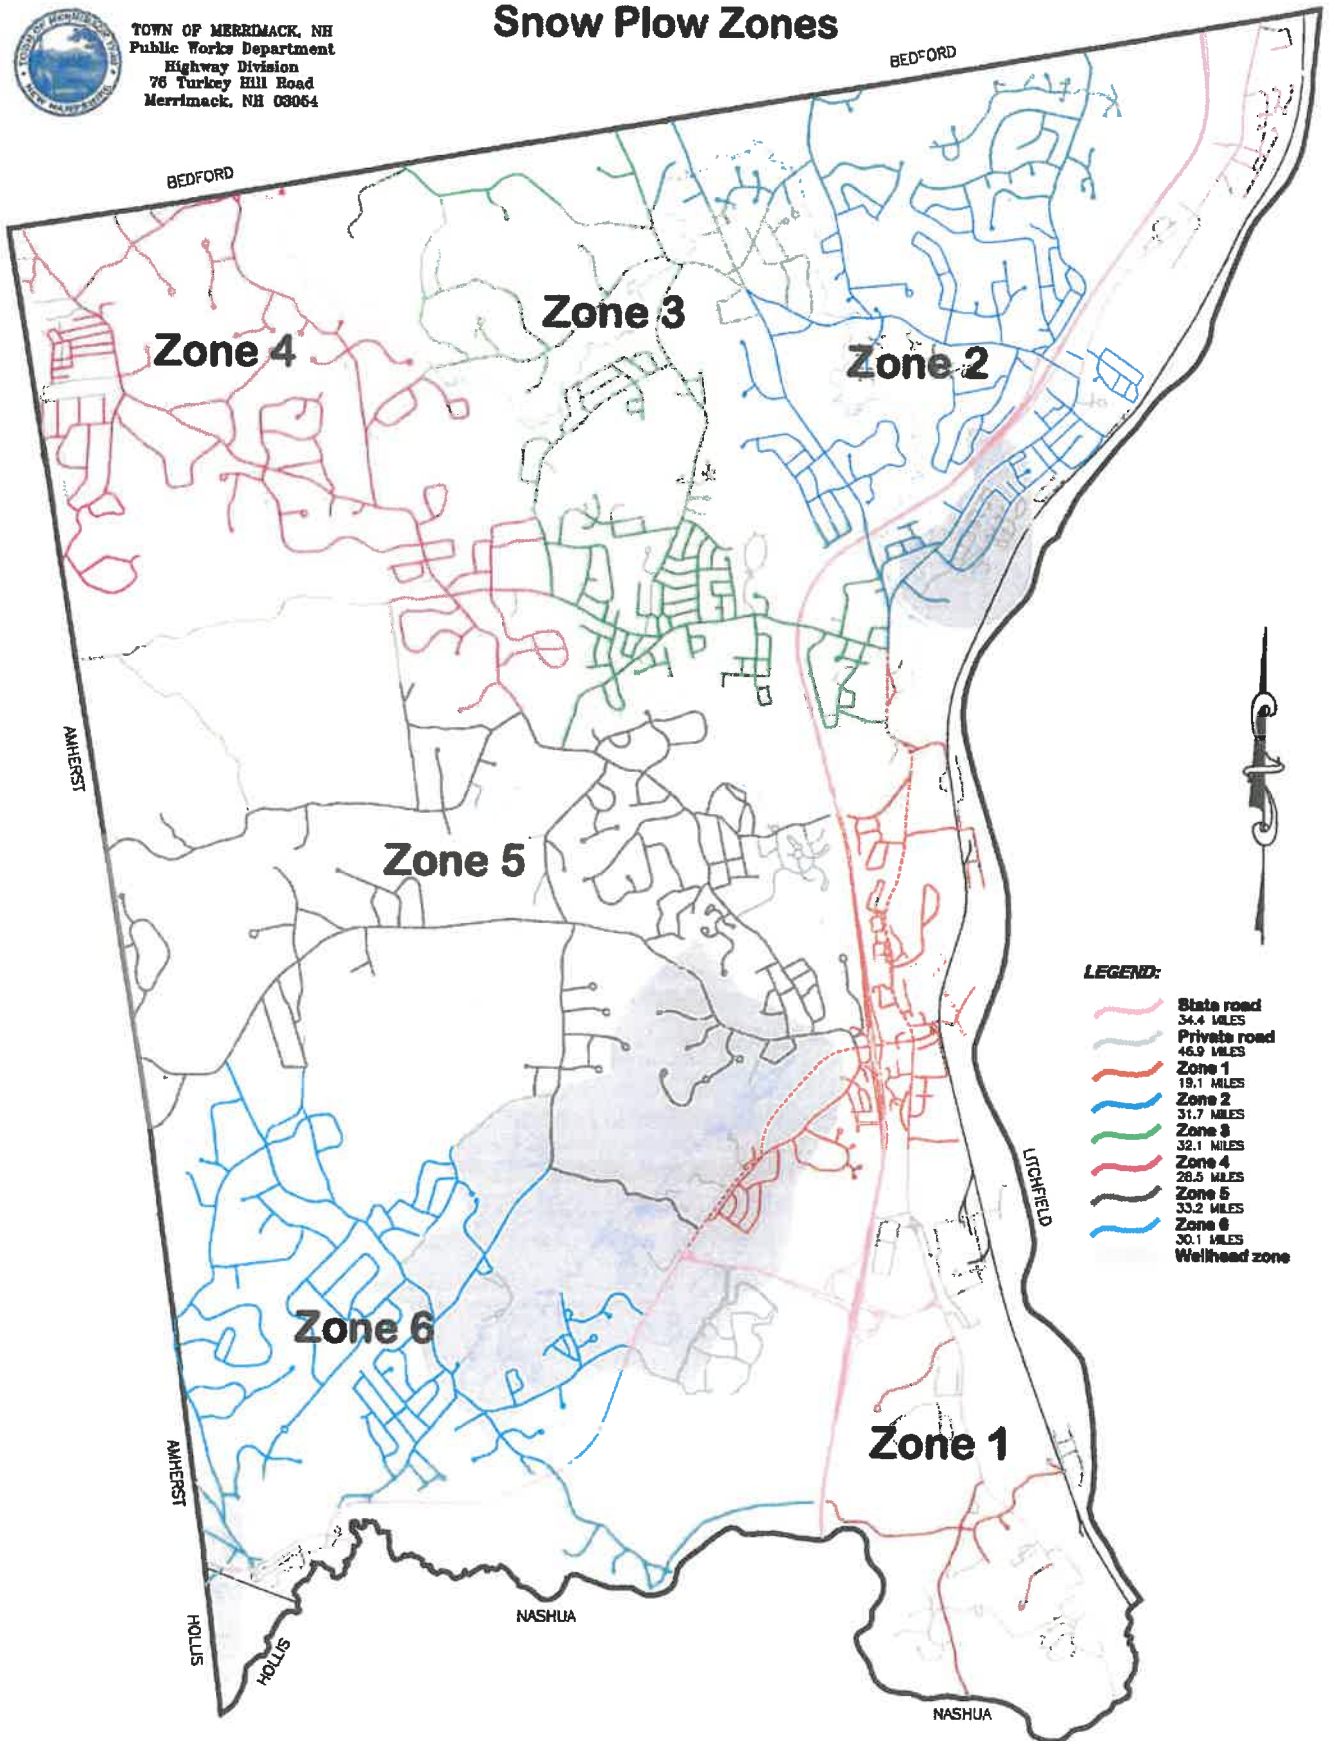 Snow Plow Zones
TOWN OF MERRIMACK, NH
Public Works Department
Highway Division
76 Turkey Hill Road
Merrimack, NH 03054
BEDFORD
BEDFORD
Zone 3
Zone 4
Zone 2
AMHERST
Zone 5
LEGEND:
State road
34.4 MILES
Private road
46.9 MILES
Zone 1
19.1 MILES
Zone 2
31.7 MILES
Zone 3
32.1 MILES
Zone 4
28.5 MILES
Zone 5
33.2 MILES
Zone 6
30.1 MILES
Wellhead zone
LITCHFIELD
Zone 6
Zone 1
AMHERST
HOLLIS
HOLLIS
NASHUA
NASHUA